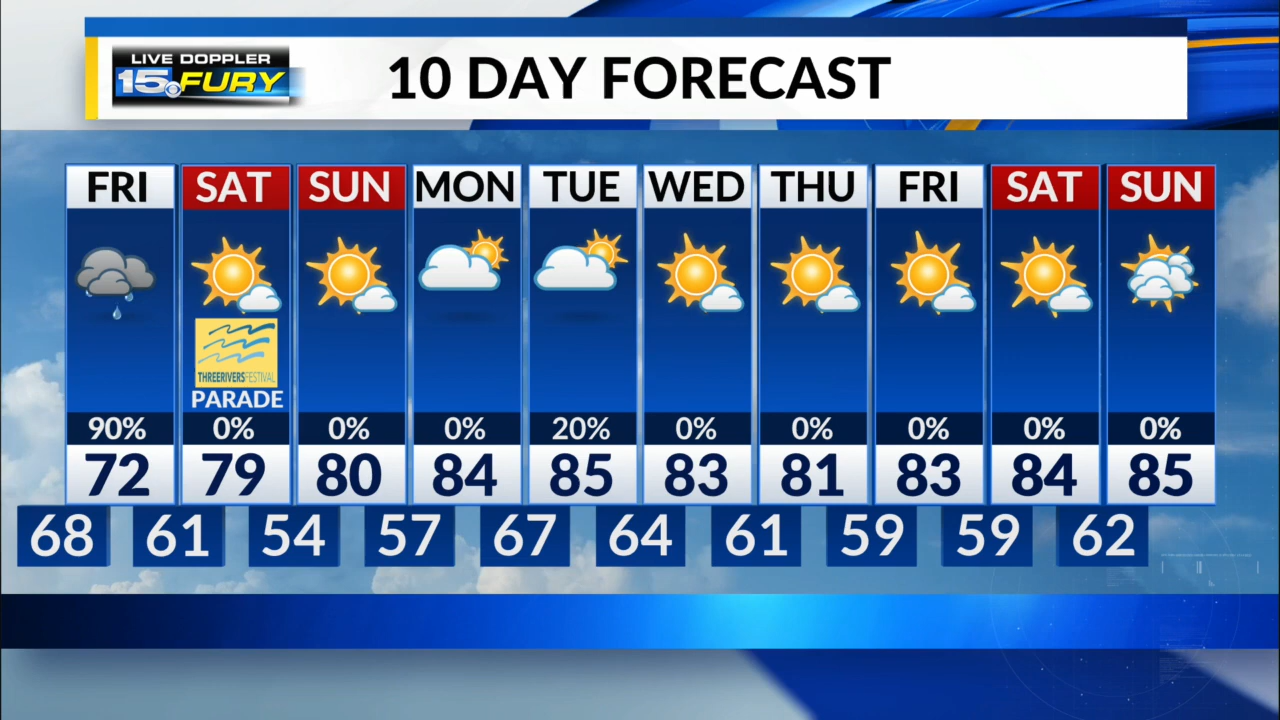 LIVE DOPPLER
15 FURY
10 DAY FORECAST
FRI SAT SUN MON TUE WED THU FRI SAT SUN
THREERIVERSFESTIVAL
PARADE
90% 0% 0% 0% 20% 0% 0% 0% 0% 0%
72 79 80 84 85 83 81 83 84 85
68 61 54 57 67 64 61 59 59 62